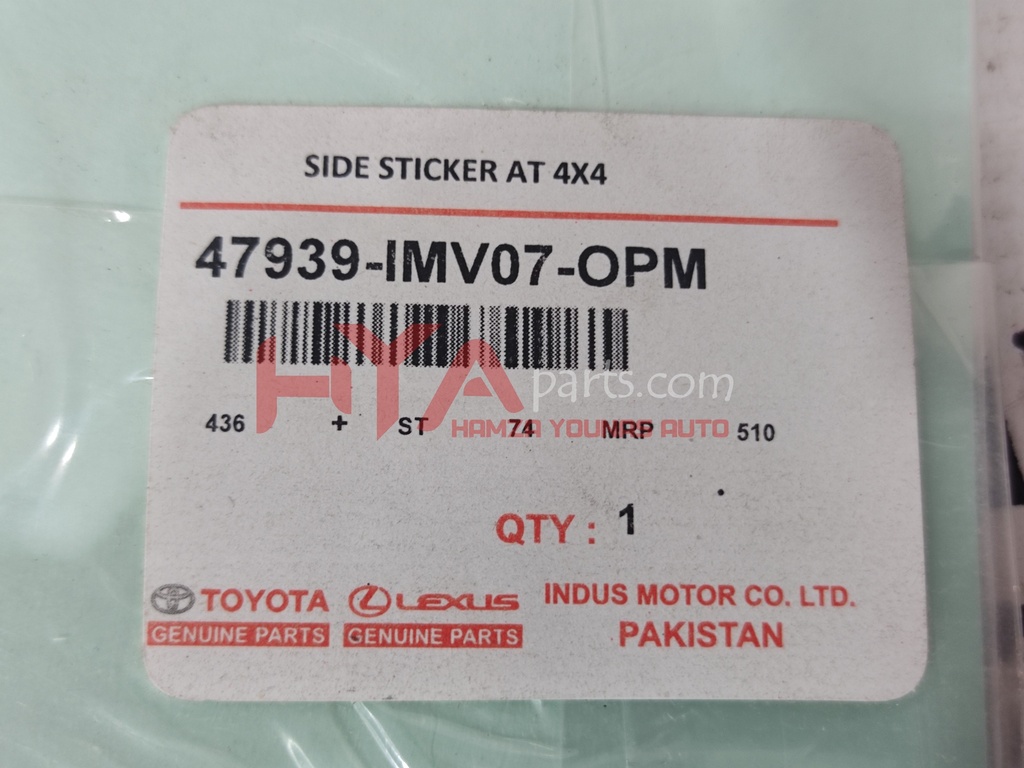 SIDE STICKER AT 4X4
47939-IMV07-OPM
HYAparts.com
436 + ST 74 MRP 510
HAMZA YOUNUS AUTO
QTY : 1
TOYOTA LEXUS INDUS MOTOR CO. LTD.
GENUINE PARTS GENUINE PARTS PAKISTAN